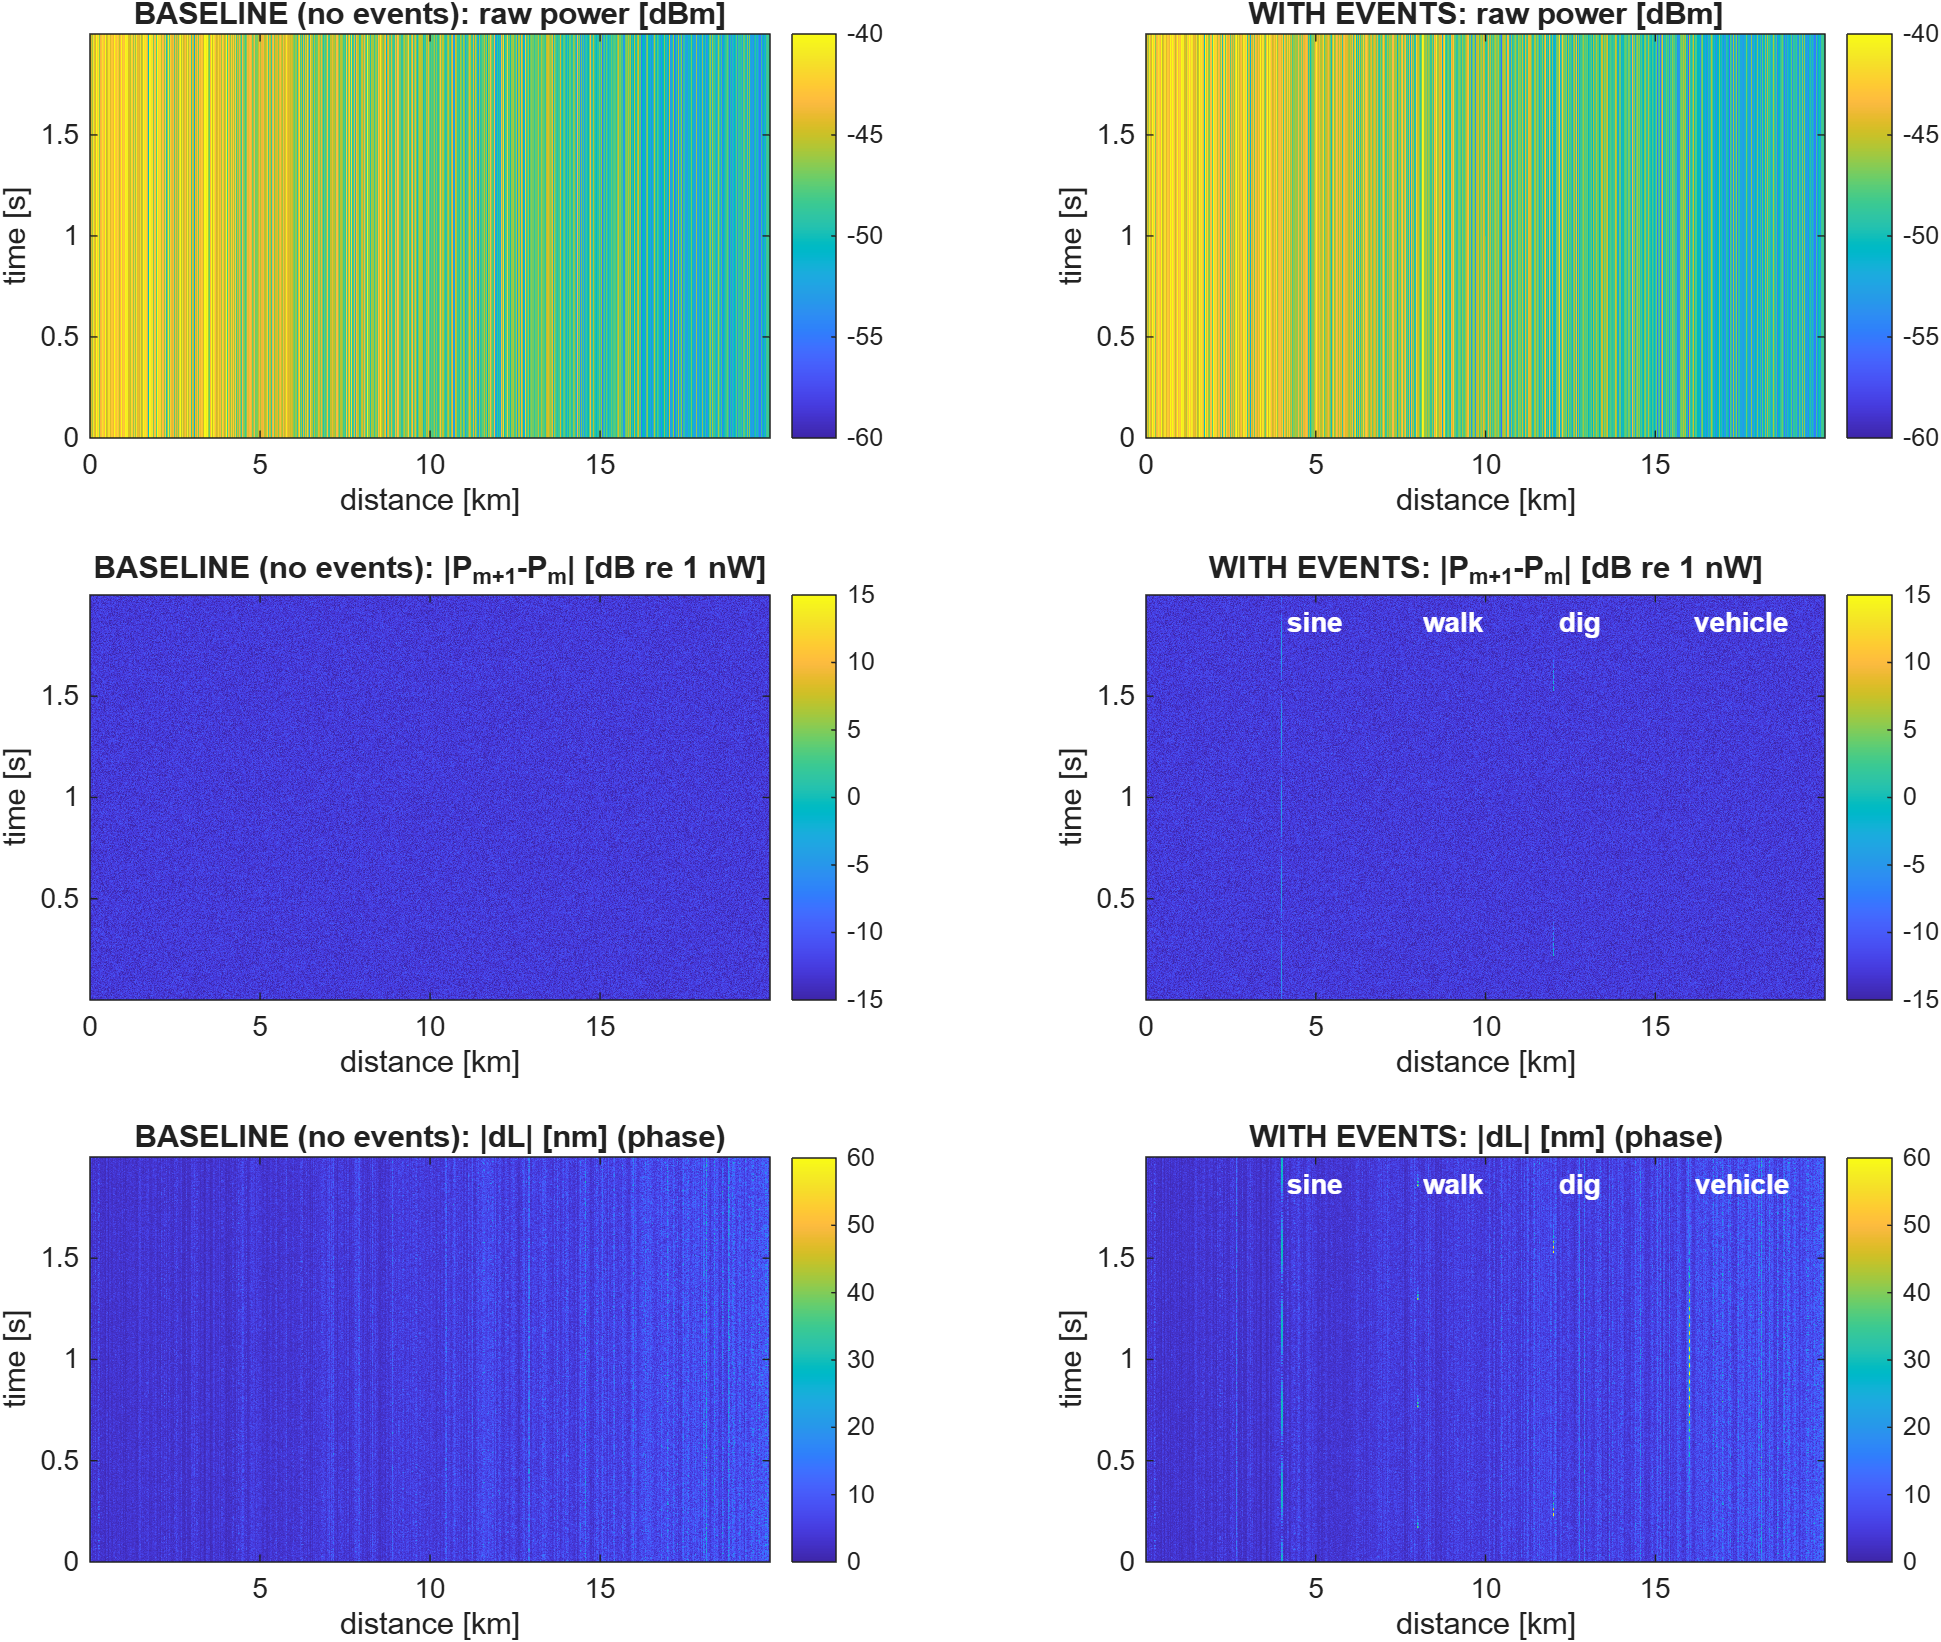 BASELINE (no events): raw power [dBm]
time [s]
1.5
1
0.5
0
0 5 10 15
distance [km]
-40
-45
-50
-55
-60
WITH EVENTS: raw power [dBm]
time [s]
1.5
1
0.5
0
0 5 10 15
distance [km]
-40
-45
-50
-55
-60
BASELINE (no events): |Pm+1-Pm| [dB re 1 nW]
time [s]
1.5
1
0.5
0 5 10 15
distance [km]
15
10
5
0
-5
-10
-15
WITH EVENTS: |Pm+1-Pm| [dB re 1 nW]
sine walk dig vehicle
time [s]
1.5
1
0.5
0 5 10 15
distance [km]
15
10
5
0
-5
-10
-15
BASELINE (no events): |dL| [nm] (phase)
time [s]
1.5
1
0.5
0
5 10 15
distance [km]
60
50
40
30
20
10
0
WITH EVENTS: |dL| [nm] (phase)
sine walk dig vehicle
time [s]
1.5
1
0.5
0
5 10 15
distance [km]
60
50
40
30
20
10
0